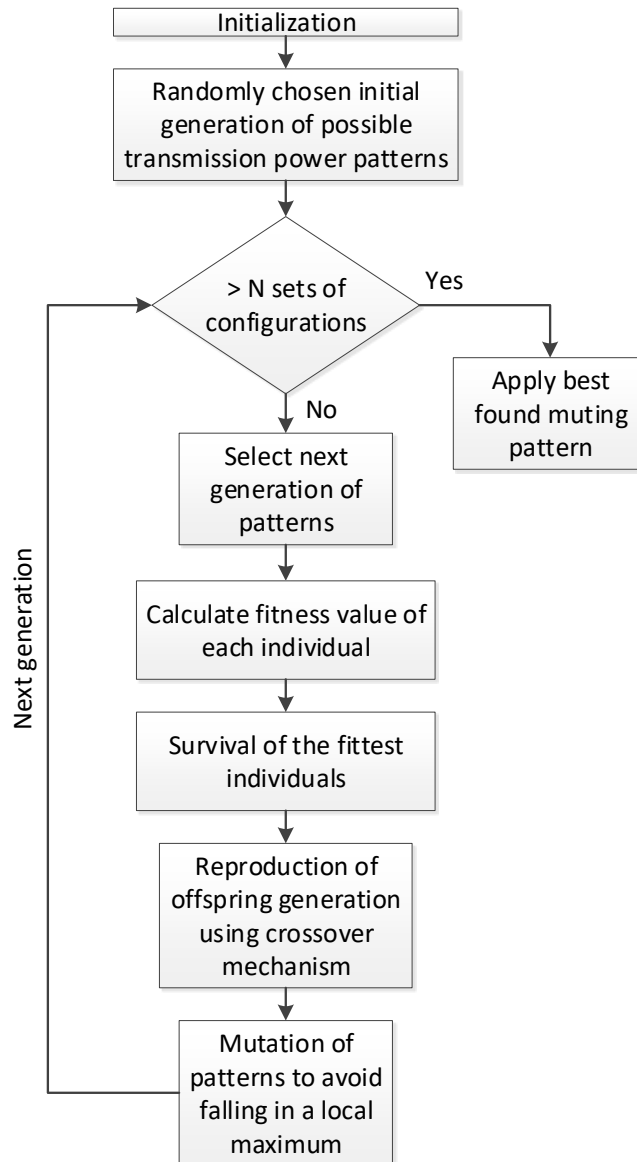 Initialization
Randomly chosen initial
generation of possible
transmission power patterns
> N sets of
configurations
Yes
Apply best
found muting
pattern
No
Select next
generation of
patterns
Calculate fitness value of
each individual
Survival of the fittest
individuals
Reproduction of
offspring generation
using crossover
mechanism
Mutation of
patterns to avoid
falling in a local
maximum
Next generation